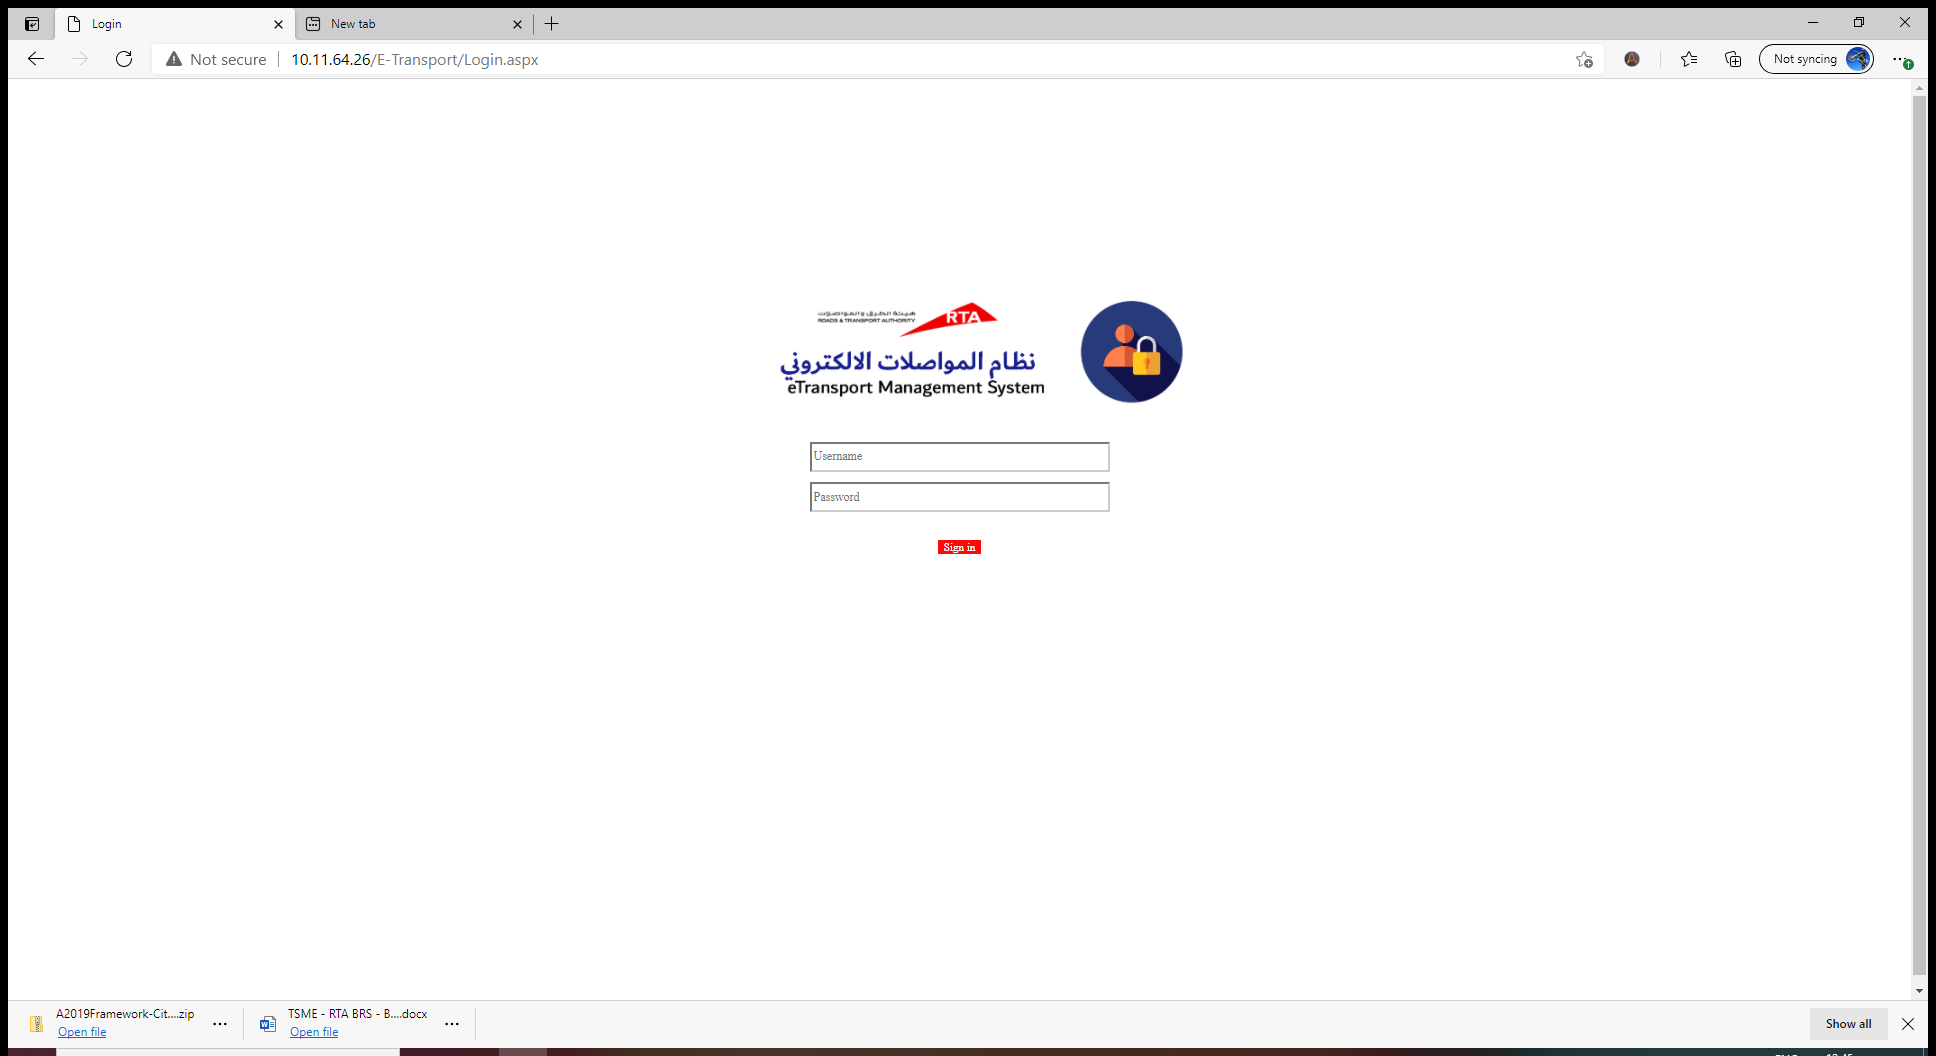 Login
New tab
Not secure
10.11.64.26/E-Transport/Login.aspx
Not syncing
هيئة الطرق والمواصلات
ROADS & TRANSPORT AUTHORITY
RTA
نظام المواصلات الالكتروني
eTransport Management System
Username
Password
Sign in
A2019Framework-Cit....zip
Open file
TSME - RTA BRS - B....docx
Open file
Show all